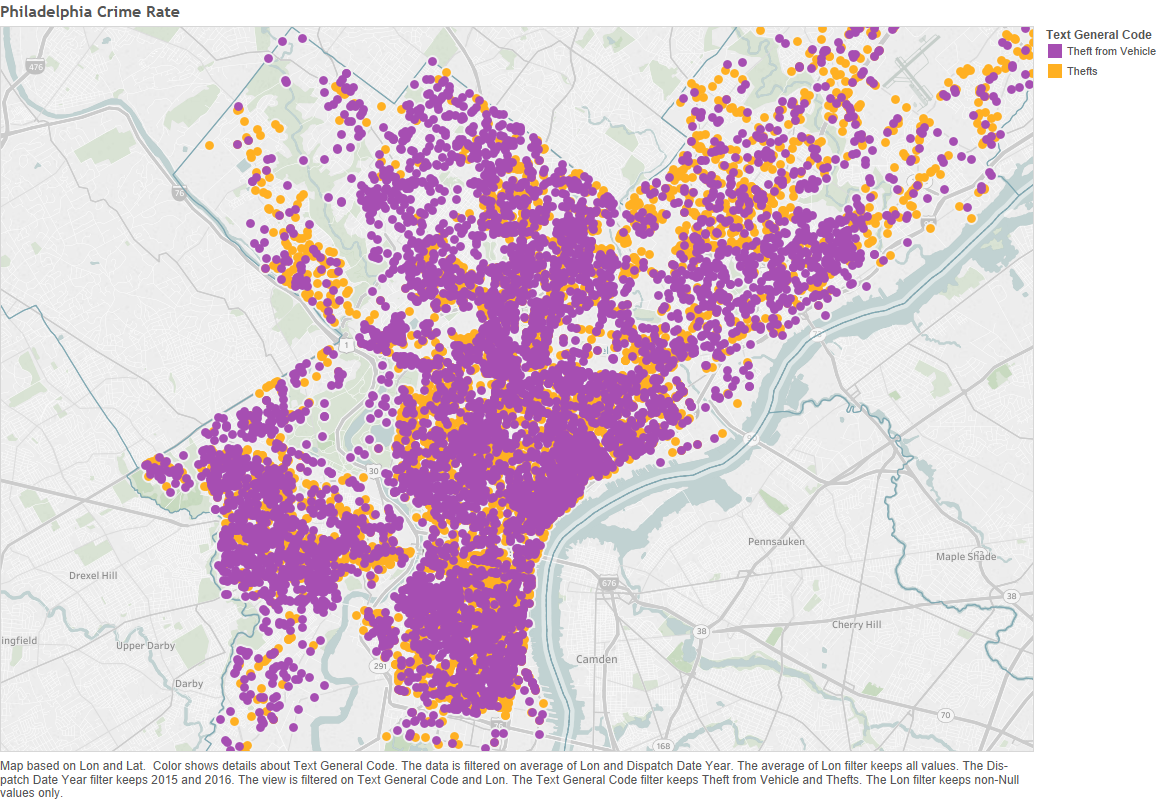 Philadelphia Crime Rate
Text General Code
Theft from Vehicle
Thefts
476
76
1
30
90
Pennsauken
Maple Shade
Drexel Hill
676
38
ingfield
Upper Darby
38
Cherry Hill
Camden
291
Darby
70
168
Map based on Lon and Lat.  Color shows details about Text General Code. The data is filtered on average of Lon and Dispatch Date Year. The average of Lon filter keeps all values. The Dis-
patch Date Year filter keeps 2015 and 2016. The view is filtered on Text General Code and Lon. The Text General Code filter keeps Theft from Vehicle and Thefts. The Lon filter keeps non-Null
values only.